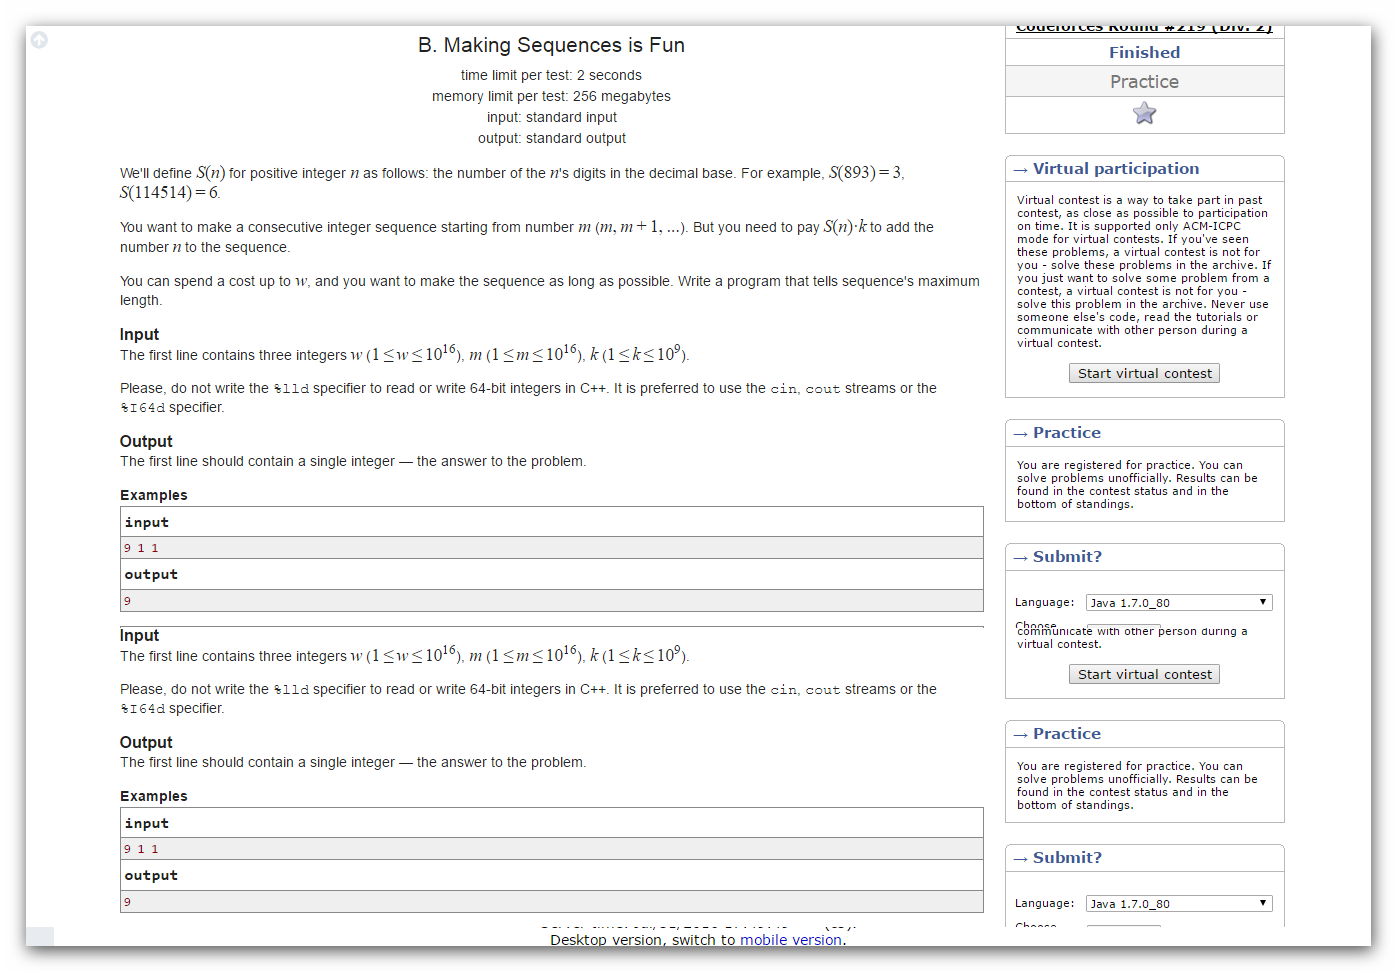 B. Making Sequences is Fun
time limit per test: 2 seconds
memory limit per test: 256 megabytes
input: standard input
output: standard output
We'll define S(n) for positive integer n as follows: the number of the n's digits in the decimal base. For example, S(893) = 3,
S(114514) = 6.
You want to make a consecutive integer sequence starting from number m (m, m + 1, ...). But you need to pay S(n)·k to add the
number n to the sequence.
You can spend a cost up to w, and you want to make the sequence as long as possible. Write a program that tells sequence's maximum
length.
Input
The first line contains three integers w (1 ≤ w ≤ 10^16), m (1 ≤ m ≤ 10^16), k (1 ≤ k ≤ 10^9).
Please, do not write the %lld specifier to read or write 64-bit integers in C++. It is preferred to use the cin, cout streams or the
%I64d specifier.
Output
The first line should contain a single integer — the answer to the problem.
Examples
input
9 1 1
output
9
Input
The first line contains three integers w (1 ≤ w ≤ 10^16), m (1 ≤ m ≤ 10^16), k (1 ≤ k ≤ 10^9).
Please, do not write the %lld specifier to read or write 64-bit integers in C++. It is preferred to use the cin, cout streams or the
%I64d specifier.
Output
The first line should contain a single integer — the answer to the problem.
Examples
input
9 1 1
output
9
Desktop version, switch to mobile version.
Codeforces Round #219 (Div. 2)
Finished
Practice
→ Virtual participation
Virtual contest is a way to take part in past
contest, as close as possible to participation
on time. It is supported only ACM-ICPC
mode for virtual contests. If you've seen
these problems, a virtual contest is not for
you - solve these problems in the archive. If
you just want to solve some problem from a
contest, a virtual contest is not for you -
solve this problem in the archive. Never use
someone else's code, read the tutorials or
communicate with other person during a
virtual contest.
Start virtual contest
→ Practice
You are registered for practice. You can
solve problems unofficially. Results can be
found in the contest status and in the
bottom of standings.
→ Submit?
Language: Java 1.7.0_80
Choose
communicate with other person during a
virtual contest.
Start virtual contest
→ Practice
You are registered for practice. You can
solve problems unofficially. Results can be
found in the contest status and in the
bottom of standings.
→ Submit?
Language: Java 1.7.0_80
Choose